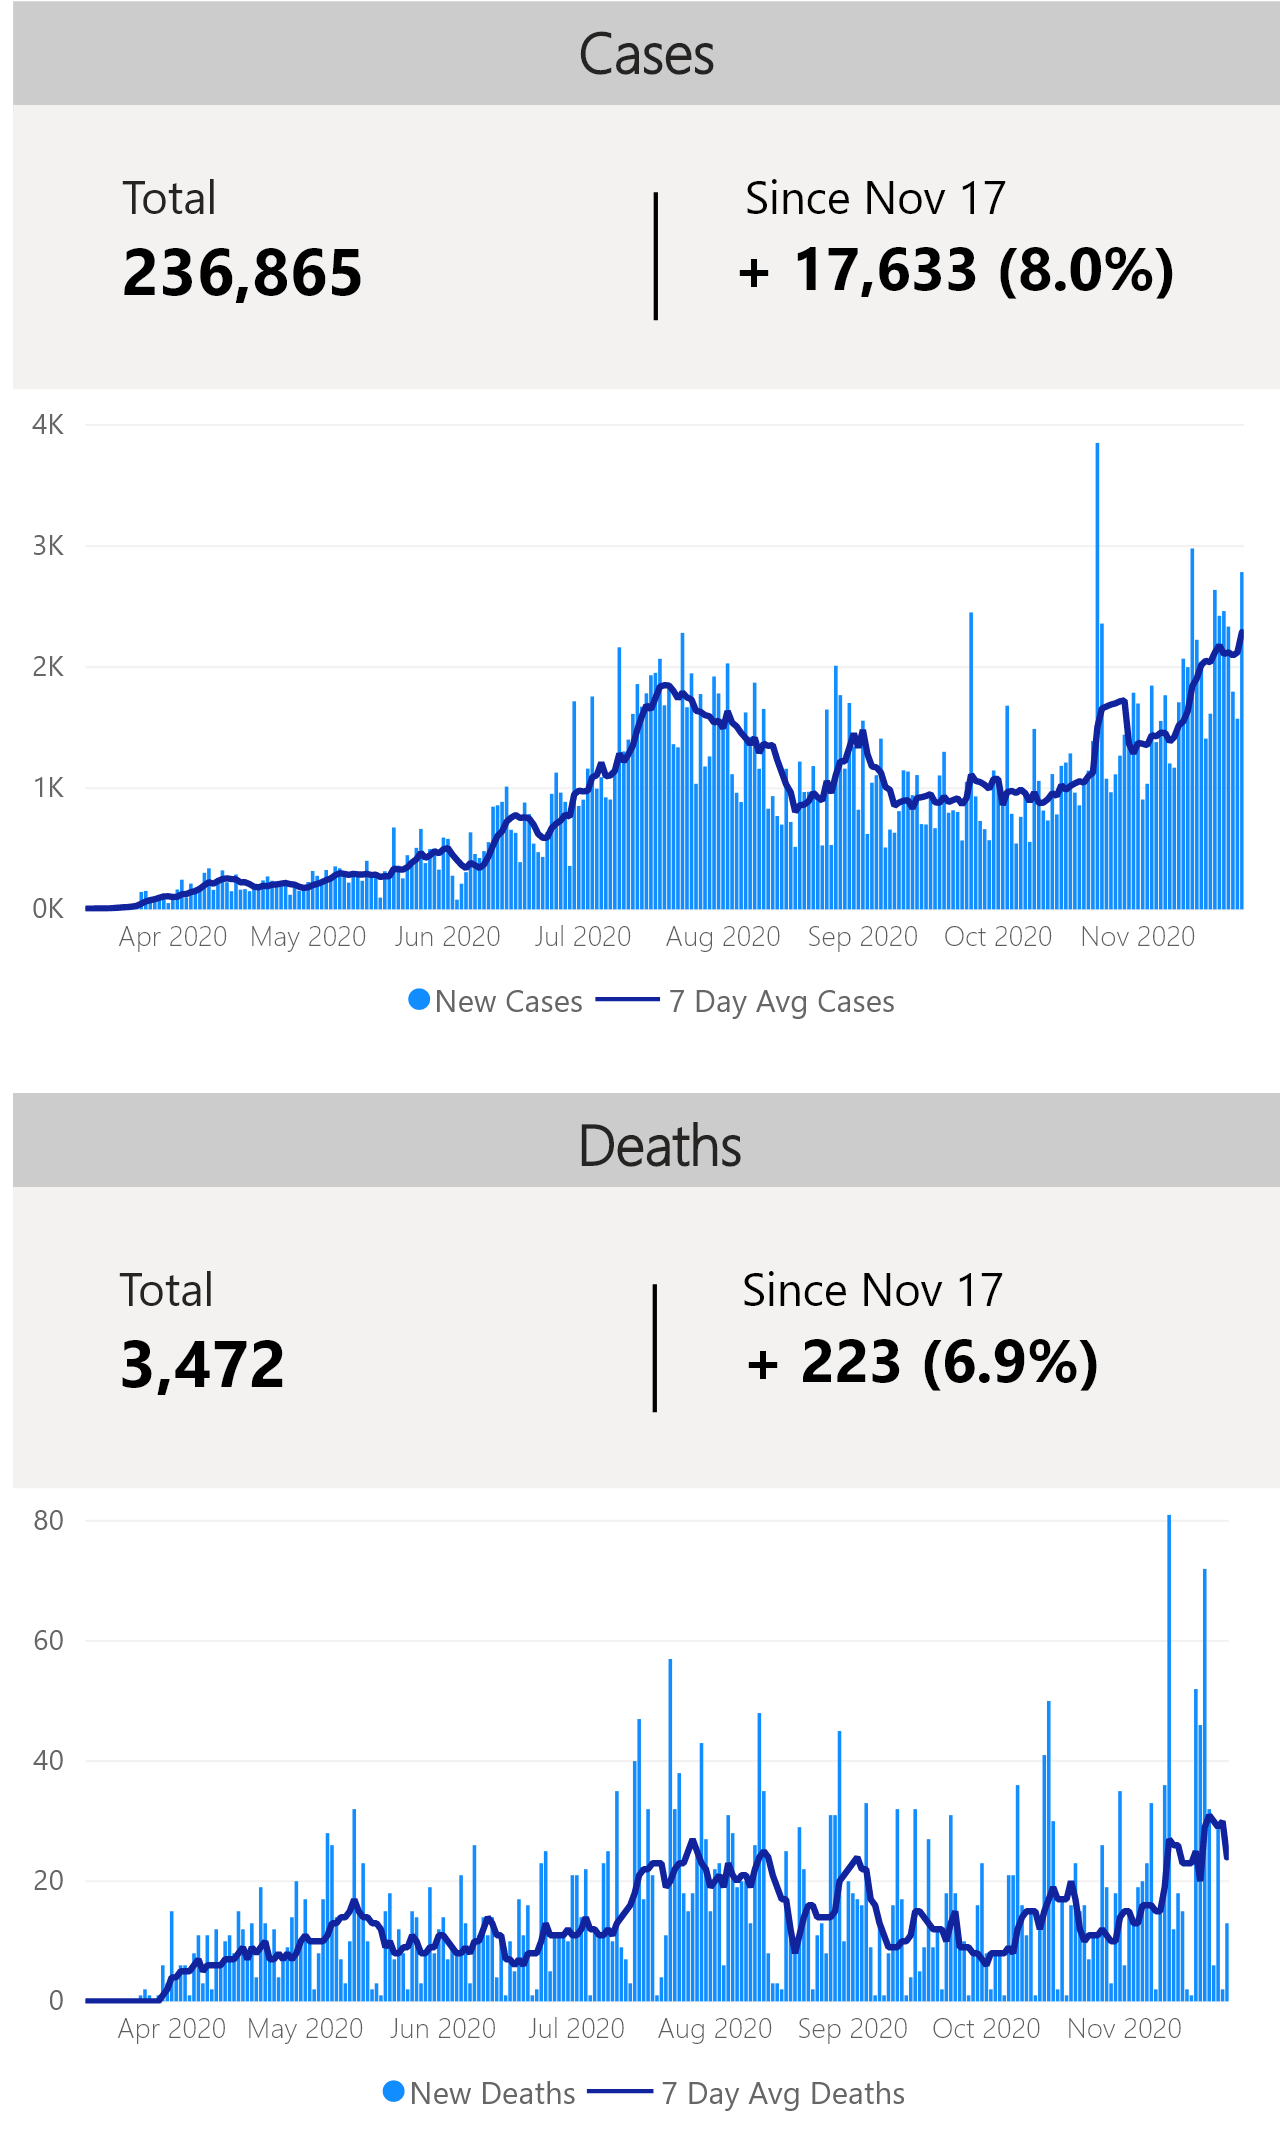 Cases
Total
Since Nov 17
236,865
+ 17,633 (8.0%)
4K
3K
2K
1K
0K
Apr 2020 May 2020 Jun 2020 Jul 2020 Aug 2020 Sep 2020 Oct 2020 Nov 2020
New Cases 7 Day Avg Cases
Deaths
Total
Since Nov 17
3,472
+ 223 (6.9%)
80
60
40
20
0
Apr 2020 May 2020 Jun 2020 Jul 2020 Aug 2020 Sep 2020 Oct 2020 Nov 2020
New Deaths 7 Day Avg Deaths